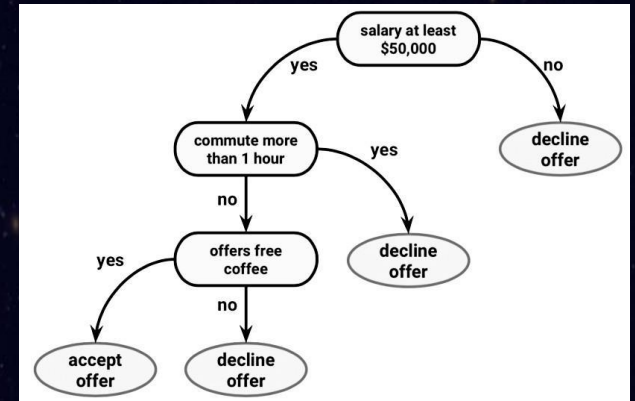 salary at least
$50,000
yes
no
commute more
than 1 hour
yes
decline
offer
no
offers free
coffee
decline
offer
yes
no
accept
offer
decline
offer